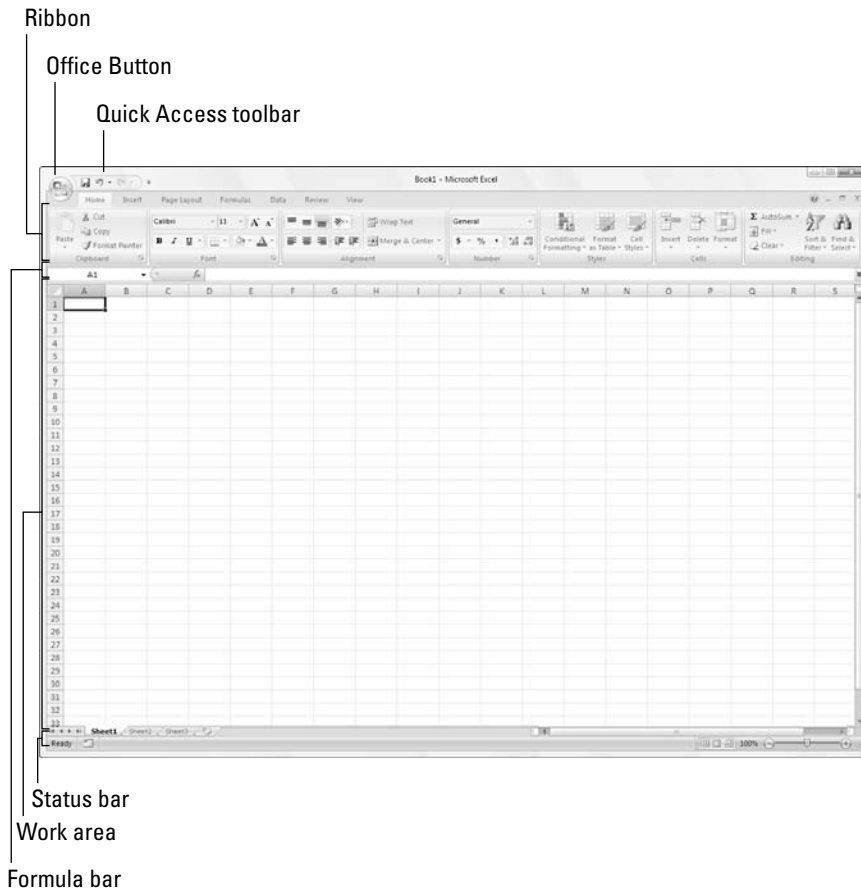 Ribbon
Office Button
Quick Access toolbar
Book1 - Microsoft Excel
Home Insert Page Layout Formulas Data Review View
Paste
Cut
Copy
Format Painter
Clipboard
Calibri 11 A A
B I U A
Font
Wrap Text
Merge & Center
Alignment
General
$ % ,
Number
Conditional Formatting
Format as Table
Cell Styles
Styles
Insert Delete Format
Cells
Σ AutoSum
Fill
Clear
Sort & Filter
Find & Select
Editing
A1 fx
A B C D E F G H I J K L M N O P Q R S
1
2
3
4
5
6
7
8
9
10
11
12
13
14
15
16
17
18
19
20
21
22
23
24
25
26
27
28
29
30
31
32
33
Sheet1 Sheet2 Sheet3
Ready 100%
Status bar
Work area
Formula bar